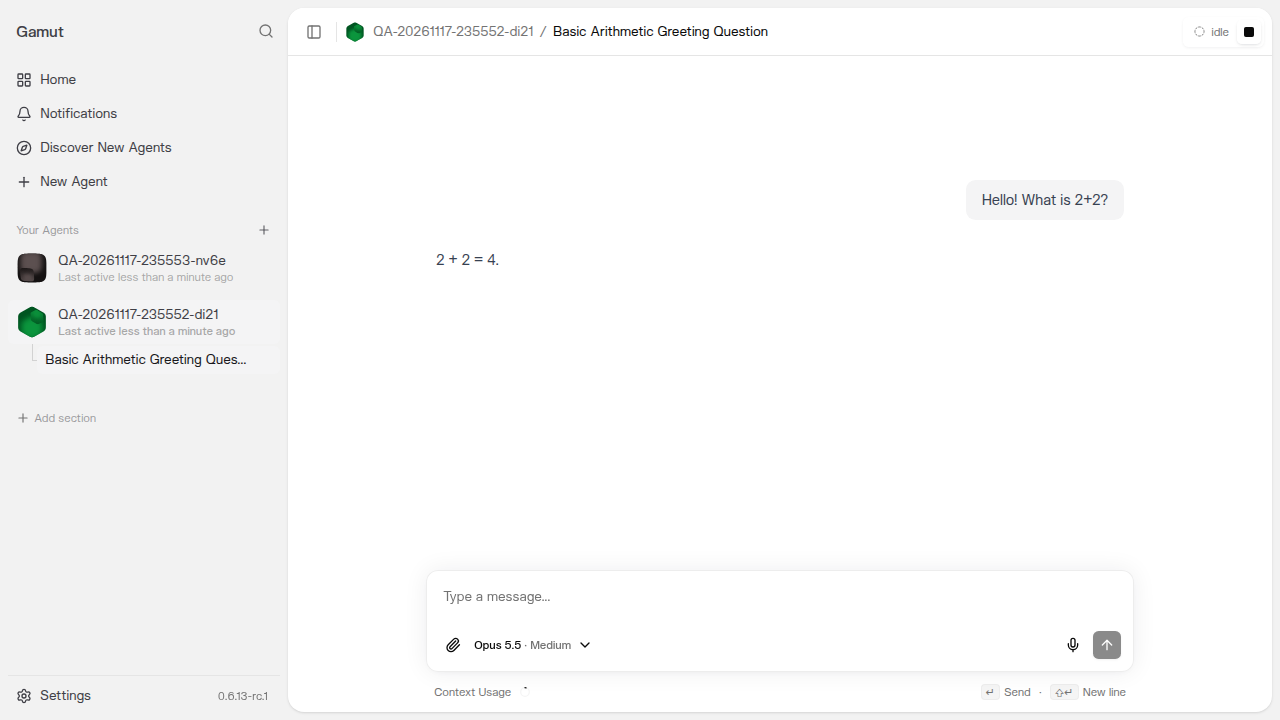 Gamut
Home
Notifications
Discover New Agents
New Agent
Your Agents
QA-20261117-235553-nv6e
Last active less than a minute ago
QA-20261117-235552-di21
Last active less than a minute ago
Basic Arithmetic Greeting Ques...
Add section
Settings
0.6.13-rc.1
QA-20261117-235552-di21 / Basic Arithmetic Greeting Question
idle
Hello! What is 2+2?
2 + 2 = 4.
Type a message...
Opus 5.5 · Medium
Context Usage
↵ Send · ⇧↵ New line